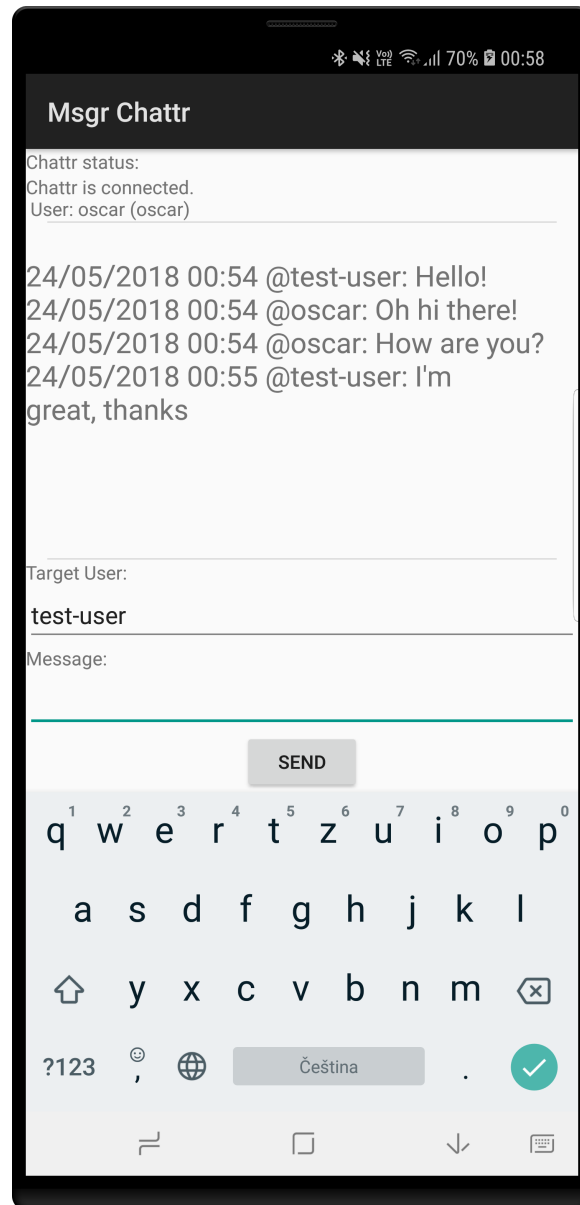 Vo))
LTE 70% 00:58
Msgr Chattr
Chattr status:
Chattr is connected.
User: oscar (oscar)
24/05/2018 00:54 @test-user: Hello!
24/05/2018 00:54 @oscar: Oh hi there!
24/05/2018 00:54 @oscar: How are you?
24/05/2018 00:55 @test-user: I'm
great, thanks
Target User:
test-user
Message:
SEND
1 2 3 4 5 6 7 8 9 0
q w e r t z u i o p
a s d f g h j k l
y x c v b n m
?123 , Čeština .